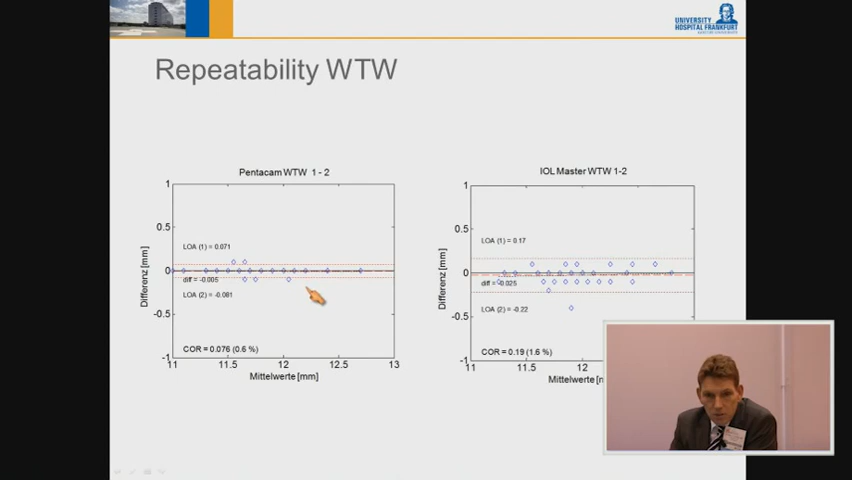 UNIVERSITY
HOSPITAL FRANKFURT
Repeatability WTW
Pentacam WTW 1 - 2
1
0.5
0
-0.5
-1
Differenz [mm]
LOA (1) = 0.071
diff = -0.005
LOA (2) = -0.081
COR = 0.076 (0.6 %)
11 11.5 12 12.5 13
Mittelwerte [mm]
IOL Master WTW 1-2
1
0.5
0
-0.5
-1
Differenz [mm]
LOA (1) = 0.17
diff = -0.025
LOA (2) = -0.22
COR = 0.19 (1.6 %)
11 11.5 12
Mittelwerte [m